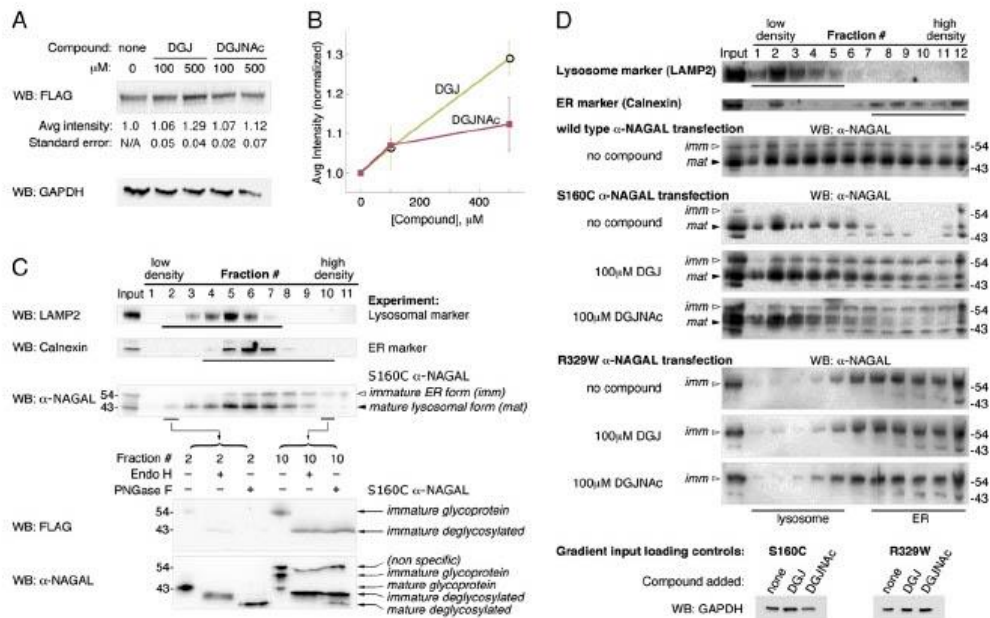 A
Compound: none DGJ DGJNAc
μM: 0 100 500 100 500
WB: FLAG
Avg intensity: 1.0 1.06 1.29 1.07 1.12
Standard error: N/A 0.05 0.04 0.02 0.07
WB: GAPDH
B
Avg Intensity (normalized)
1.3
1.2
1.1
1.0
DGJ
DGJNAc
0 200 400
[Compound], μM
C
low density Fraction # high density
Input 1 2 3 4 5 6 7 8 9 10 11
Experiment:
WB: LAMP2 Lysosomal marker
WB: Calnexin ER marker
S160C α-NAGAL
WB: α-NAGAL 54 immature ER form (imm)
43 mature lysosomal form (mat)
Fraction # 2 2 2 10 10 10
Endo H - + - - + -
PNGase F - - + - - + S160C α-NAGAL
WB: FLAG
54 immature glycoprotein
43 immature deglycosylated
WB: α-NAGAL
54 (non specific)
immature glycoprotein
43 mature glycoprotein
immature deglycosylated
mature deglycosylated
D
low density Fraction # high density
Input 1 2 3 4 5 6 7 8 9 10 11 12
Lysosome marker (LAMP2)
ER marker (Calnexin)
wild type α-NAGAL transfection WB: α-NAGAL
no compound imm mat -54 -43
S160C α-NAGAL transfection WB: α-NAGAL
no compound imm mat -54 -43
100μM DGJ imm mat -54 -43
100μM DGJNAc imm mat -54 -43
R329W α-NAGAL transfection WB: α-NAGAL
no compound imm -54 -43
100μM DGJ imm -54 -43
100μM DGJNAc imm -54 -43
lysosome ER
Gradient input loading controls: S160C R329W
Compound added: none DGJ DGJNAc none DGJ DGJNAc
WB: GAPDH